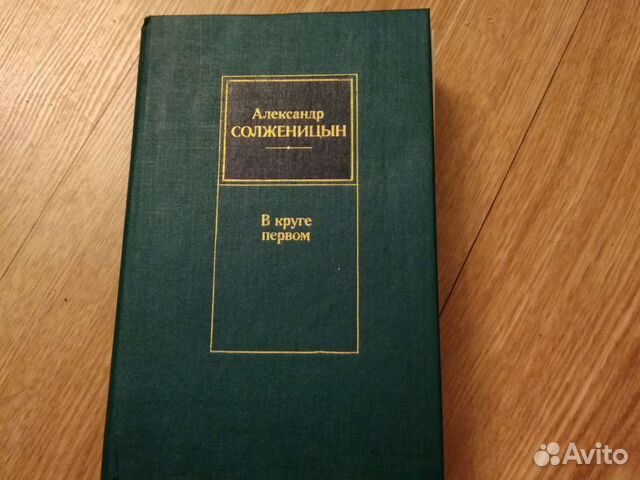 Александр
СОЛЖЕНИЦЫН
В круге
первом
Avito